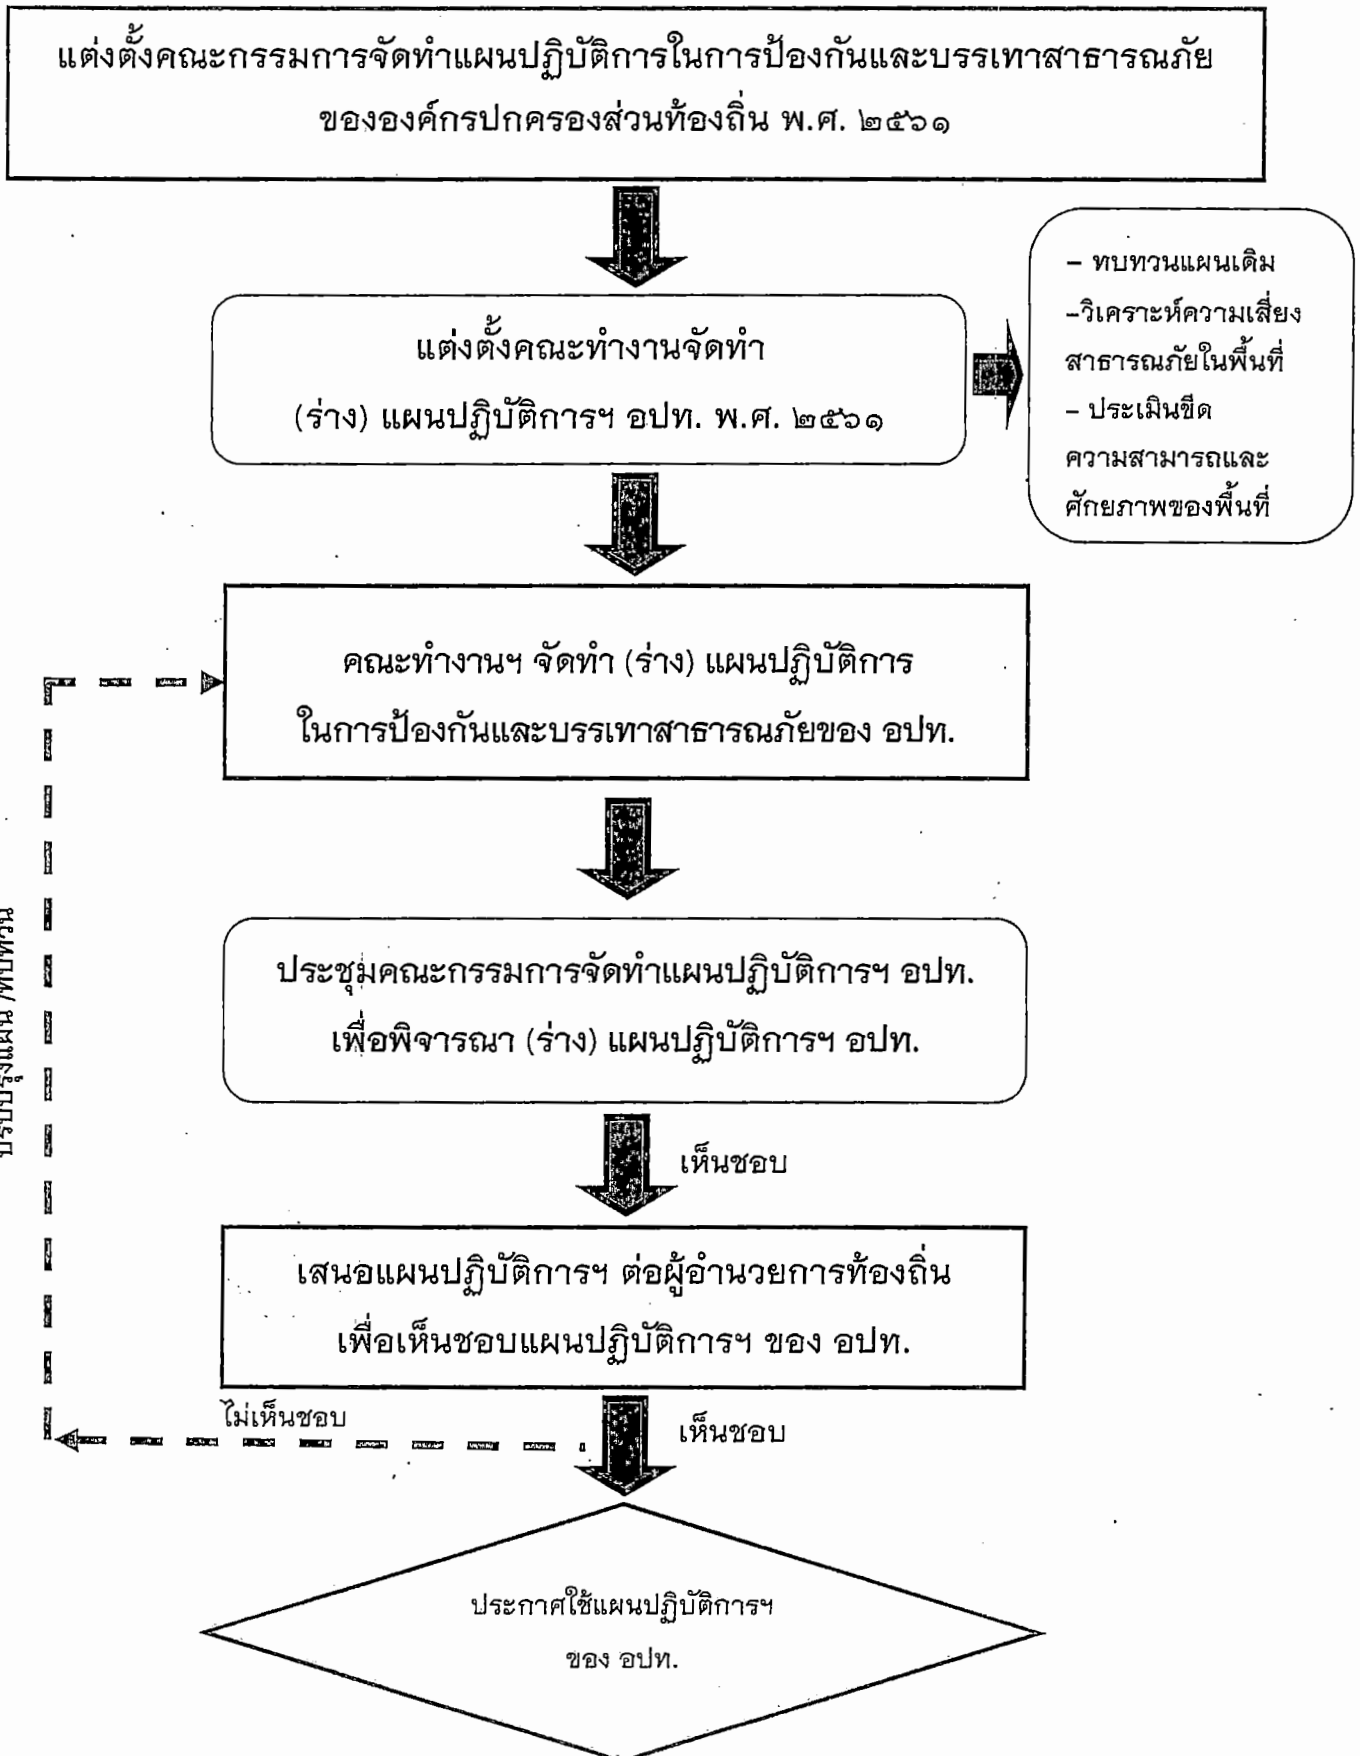 แต่งตั้งคณะกรรมการจัดทำแผนปฏิบัติการในการป้องกันและบรรเทาสาธารณภัย
ขององค์กรปกครองส่วนท้องถิ่น พ.ศ. ๒๕๖๑
แต่งตั้งคณะทำงานจัดทำ
(ร่าง) แผนปฏิบัติการฯ อปท. พ.ศ. ๒๕๖๑
– ทบทวนแผนเดิม
–วิเคราะห์ความเสี่ยง
สาธารณภัยในพื้นที่
– ประเมินขีด
ความสามารถและ
ศักยภาพของพื้นที่
คณะทำงานฯ จัดทำ (ร่าง) แผนปฏิบัติการ
ในการป้องกันและบรรเทาสาธารณภัยของ อปท.
ปรับปรุงแผน /ทบทวน
ประชุมคณะกรรมการจัดทำแผนปฏิบัติการฯ อปท.
เพื่อพิจารณา (ร่าง) แผนปฏิบัติการฯ อปท.
เห็นชอบ
เสนอแผนปฏิบัติการฯ ต่อผู้อำนวยการท้องถิ่น
เพื่อเห็นชอบแผนปฏิบัติการฯ ของ อปท.
ไม่เห็นชอบ
เห็นชอบ
ประกาศใช้แผนปฏิบัติการฯ
ของ อปท.